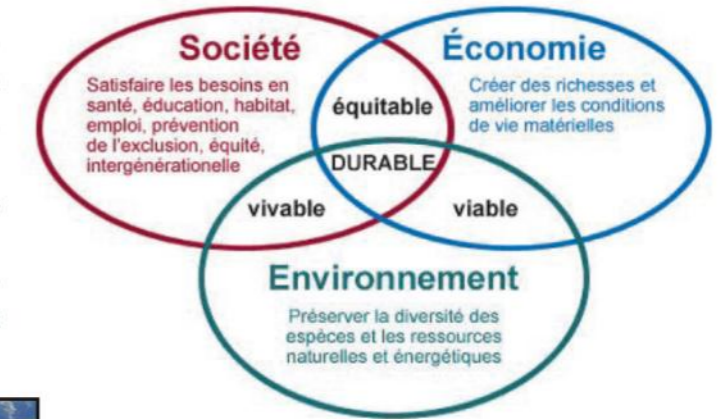 Société
Satisfaire les besoins en
santé, éducation, habitat,
emploi, prévention
de l'exclusion, équité,
intergénérationelle
Économie
Créer des richesses et
améliorer les conditions
de vie matérielles
équitable
DURABLE
vivable
viable
Environnement
Préserver la diversité des
espèces et les ressources
naturelles et énergétiques